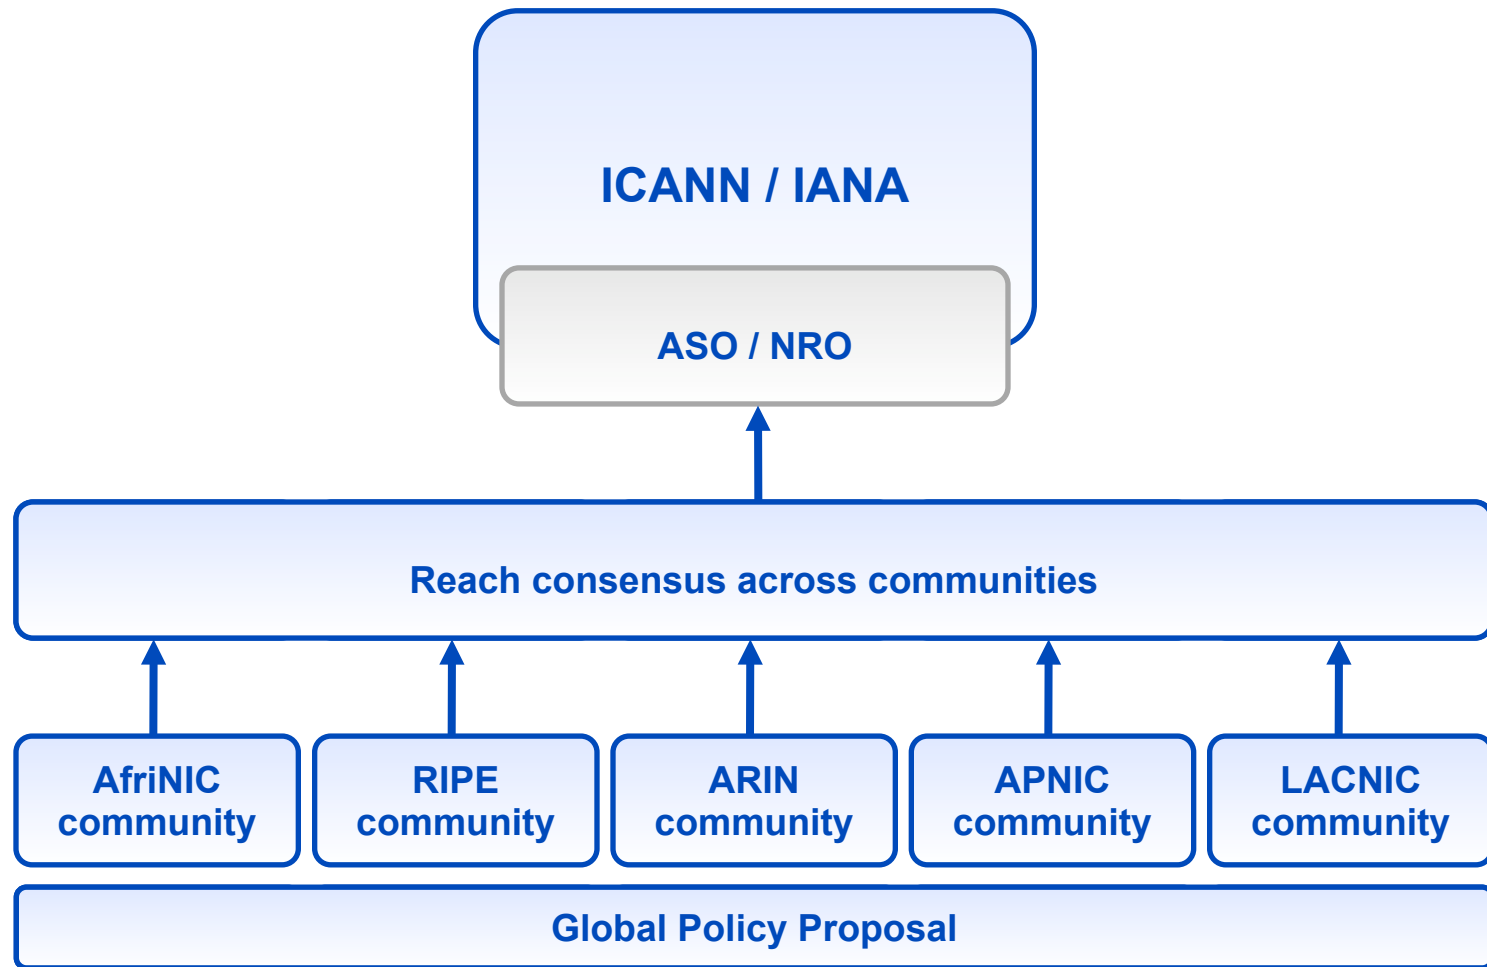 ICANN / IANA
ASO / NRO
Reach consensus across communities
AfriNIC
community
RIPE
community
ARIN
community
APNIC
community
LACNIC
community
Global Policy Proposal